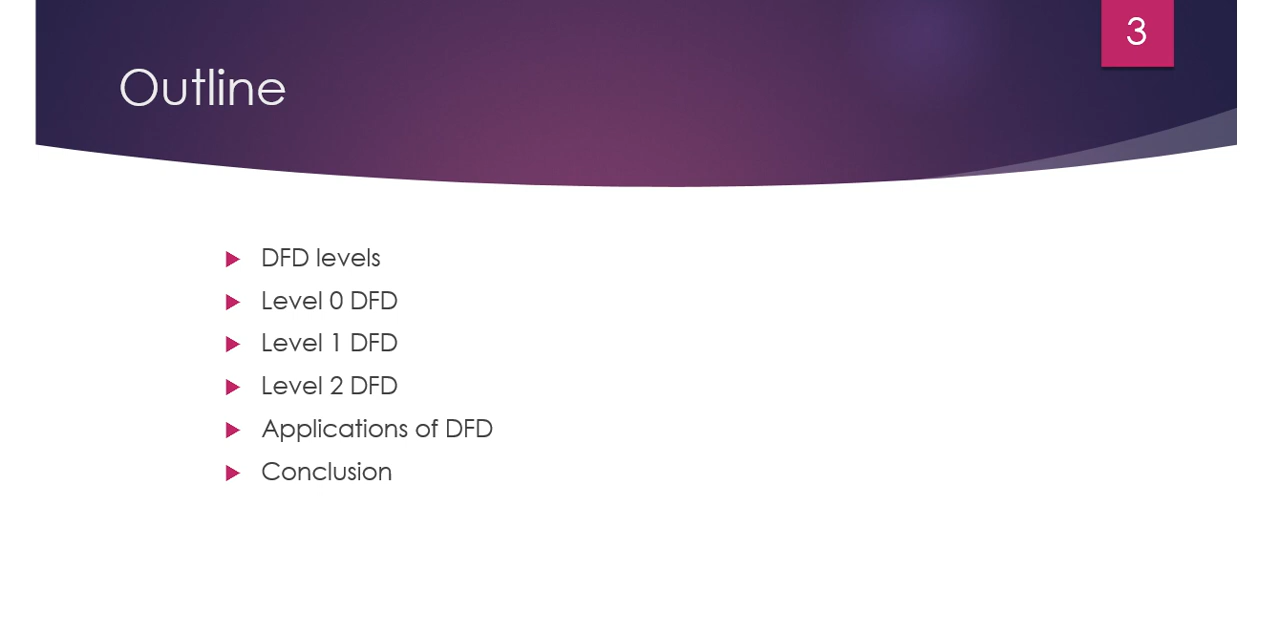 3
Outline
DFD levels
Level 0 DFD
Level 1 DFD
Level 2 DFD
Applications of DFD
Conclusion